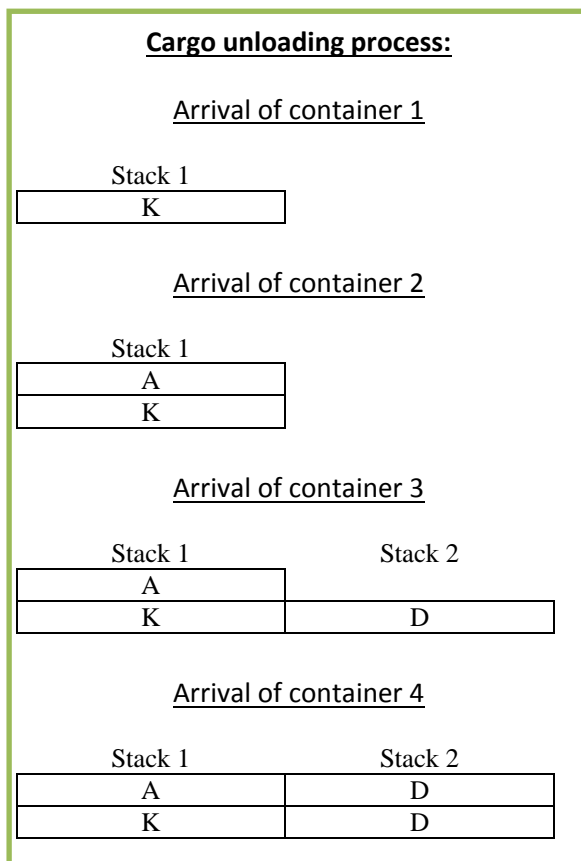 Cargo unloading process:
Arrival of container 1
Stack 1
K
Arrival of container 2
Stack 1
A
K
Arrival of container 3
Stack 1 Stack 2
A
K D
Arrival of container 4
Stack 1 Stack 2
A D
K D